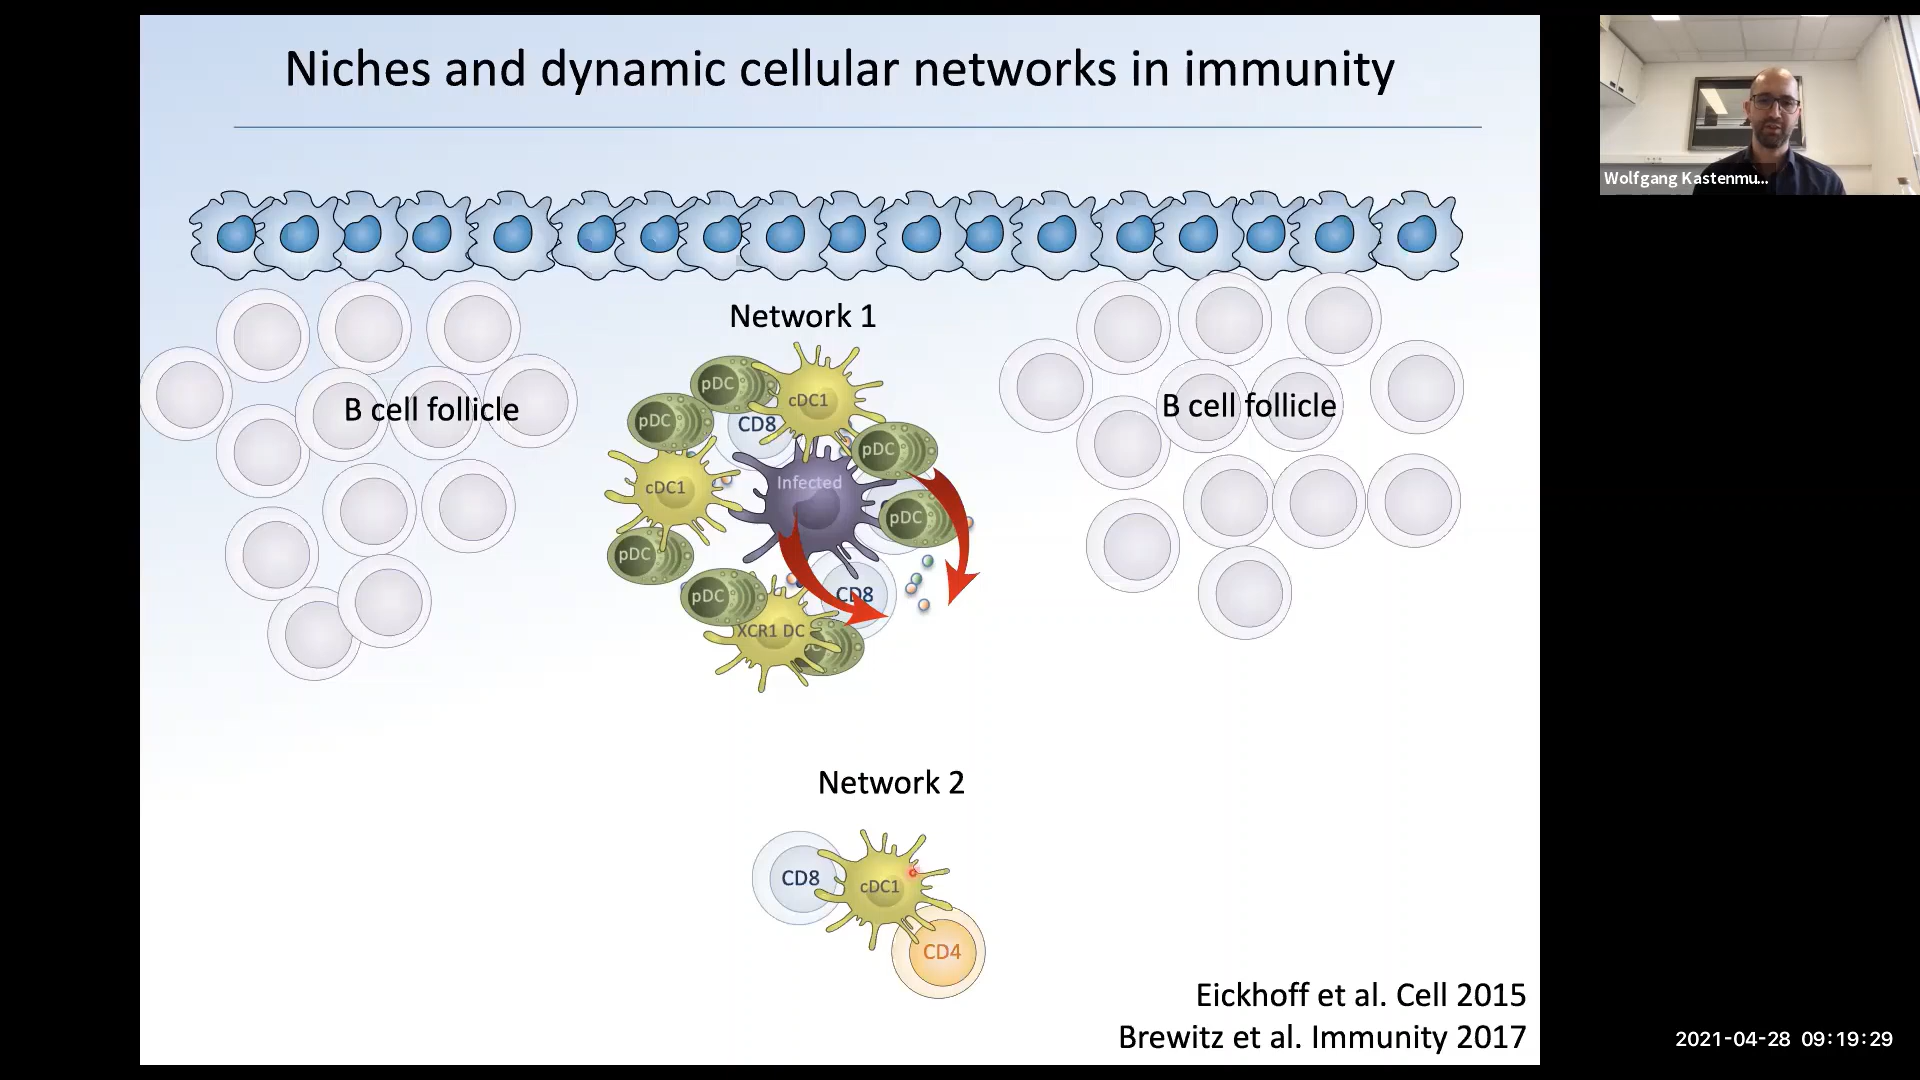 Niches and dynamic cellular networks in immunity
Wolfgang Kastenmu...
Network 1
pDC
cDC1
pDC
CD8
B cell follicle
B cell follicle
pDC
Infected
cDC1
pDC
pDC
pDC
CD8
XCR1 DC
Network 2
CD8
cDC1
CD4
Eickhoff et al. Cell 2015
Brewitz et al. Immunity 2017
2021-04-28 09:19:29